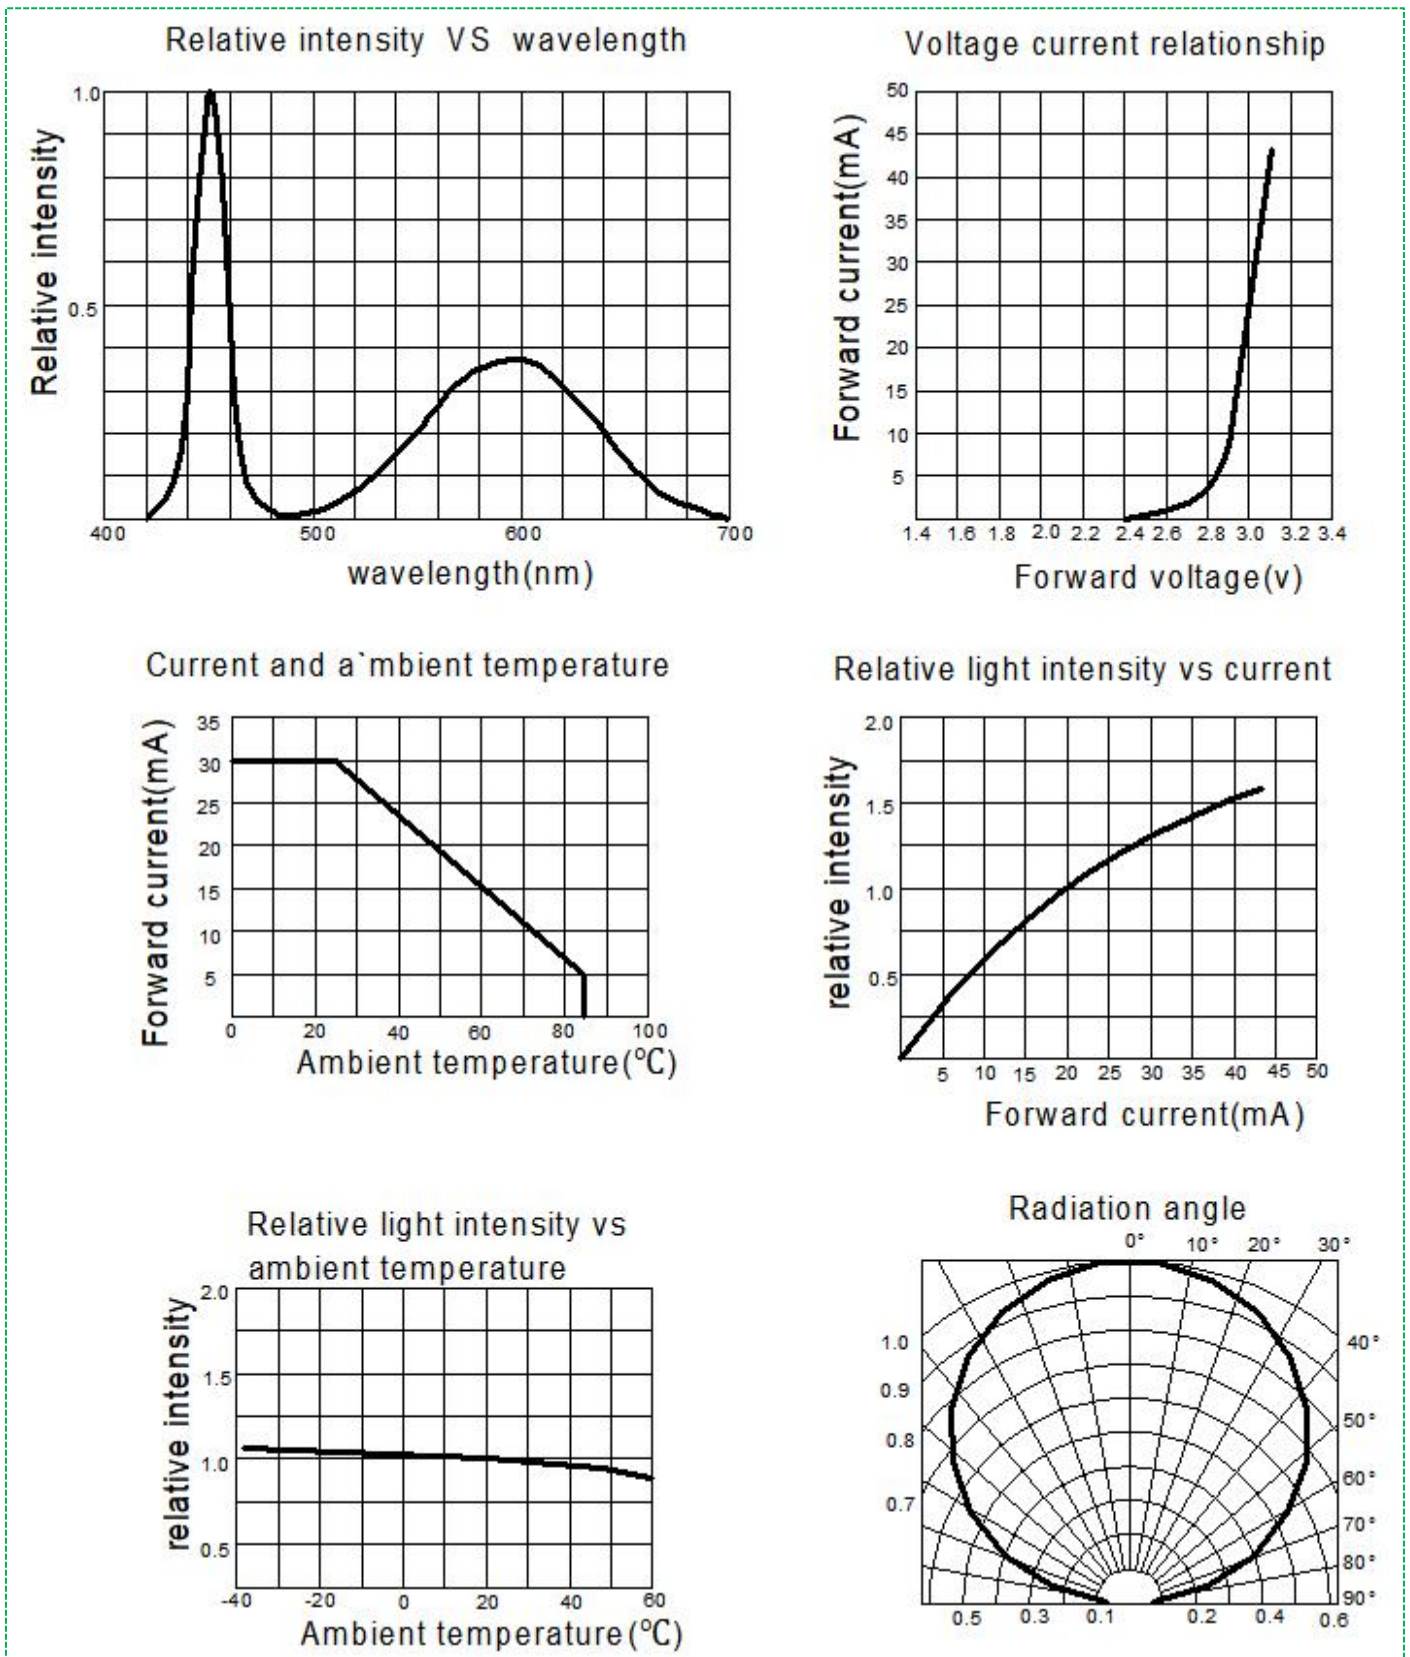 Relative intensity VS wavelength
1.0
0.5
Relative intensity
400 500 600 700
wavelength(nm)
Voltage current relationship
50
45
40
35
30
25
20
15
10
5
Forward current(mA)
1.4 1.6 1.8 2.0 2.2 2.4 2.6 2.8 3.0 3.2 3.4
Forward voltage(v)
Current and a`mbient temperature
35
30
25
20
15
10
5
Forward current(mA)
0 20 40 60 80 100
Ambient temperature(℃)
Relative light intensity vs current
2.0
1.5
1.0
0.5
relative intensity
5 10 15 20 25 30 35 40 45 50
Forward current(mA)
Relative light intensity vs
ambient temperature
2.0
1.5
1.0
0.5
relative intensity
-40 -20 0 20 40 60
Ambient temperature(℃)
Radiation angle
0° 10° 20° 30°
40°
50°
60°
70°
80°
90°
1.0
0.9
0.8
0.7
0.5 0.3 0.1 0.2 0.4 0.6